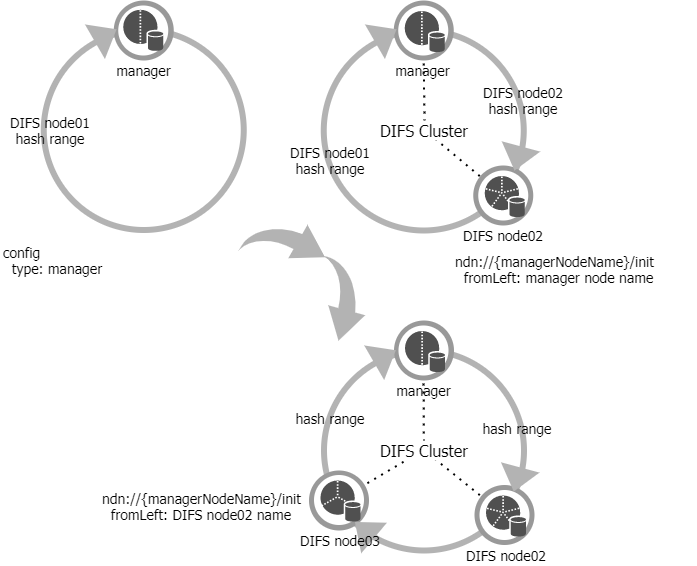 manager
DIFS node01
hash range
config
type: manager
manager
DIFS node02
hash range
DIFS Cluster
DIFS node01
hash range
DIFS node02
ndn://{managerNodeName}/init
fromLeft: manager node name
manager
hash range
hash range
DIFS Cluster
ndn://{managerNodeName}/init
fromLeft: DIFS node02 name
DIFS node03
DIFS node02